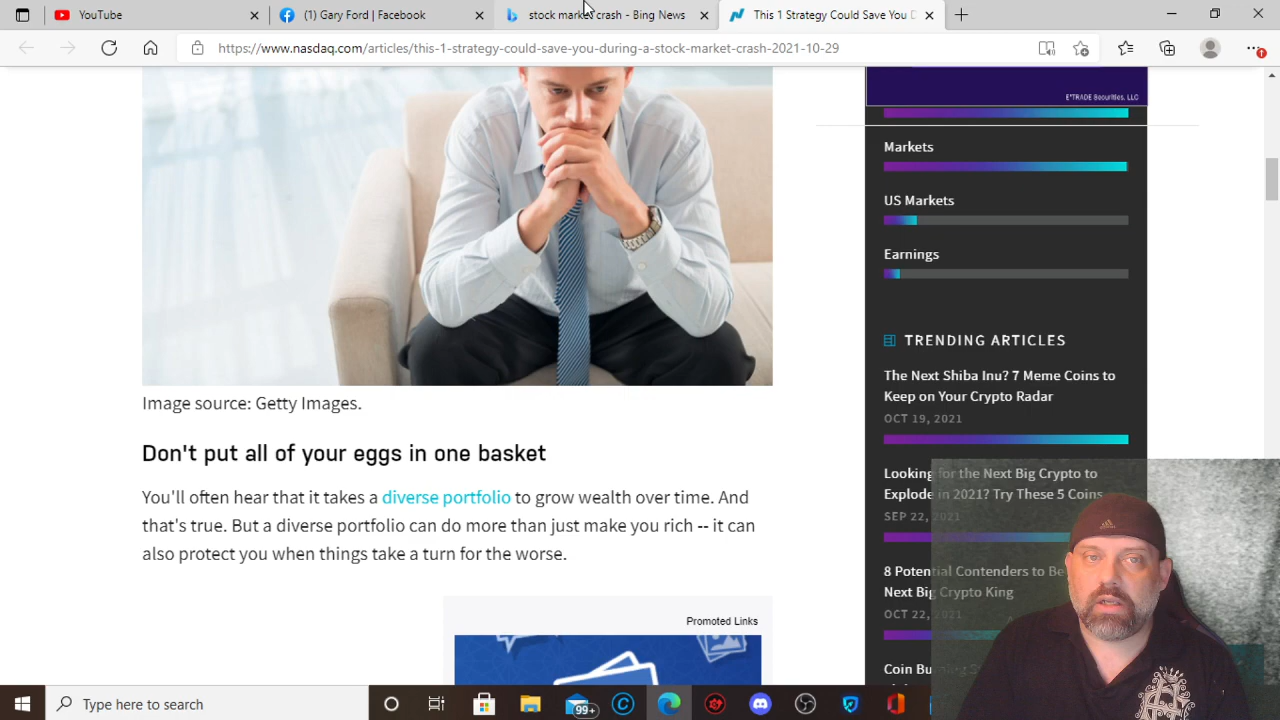 YouTube
(1) Gary Ford | Facebook
stock market crash - Bing News
This 1 Strategy Could Save You D
https://www.nasdaq.com/articles/this-1-strategy-could-save-you-during-a-stock-market-crash-2021-10-29
E*TRADE Securities, LLC
Markets
US Markets
Earnings
TRENDING ARTICLES
The Next Shiba Inu? 7 Meme Coins to
Keep on Your Crypto Radar
OCT 19, 2021
Looking for the Next Big Crypto to
Explode in 2021? Try These 5 Coins
SEP 22, 2021
8 Potential Contenders to Be
Next Big Crypto King
OCT 22, 2021
Coin
Image source: Getty Images.
Don't put all of your eggs in one basket
You'll often hear that it takes a diverse portfolio to grow wealth over time. And
that's true. But a diverse portfolio can do more than just make you rich -- it can
also protect you when things take a turn for the worse.
Promoted Links
Type here to search
99+